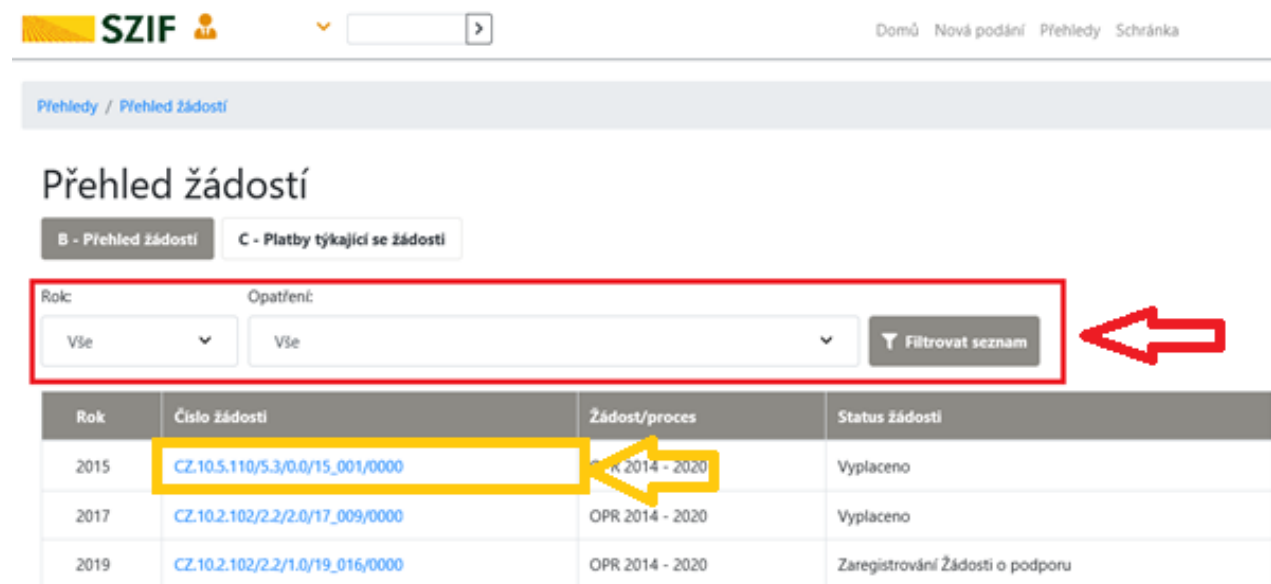 SZIF
Domů Nová podání Přehledy Schránka
Přehledy / Přehled žádostí
Přehled žádostí
B - Přehled žádostí C - Platby týkající se žádosti
Rok: Opatření:
Vše Vše Filtrovat seznam
Rok Číslo žádosti Žádost/proces Status žádosti
2015 CZ.10.5.110/5.3/0.0/15_001/0000 OPR 2014 - 2020 Vyplaceno
2017 CZ.10.2.102/2.2/2.0/17_009/0000 OPR 2014 - 2020 Vyplaceno
2019 CZ.10.2.102/2.2/1.0/19_016/0000 OPR 2014 - 2020 Zaregistrování Žádosti o podporu